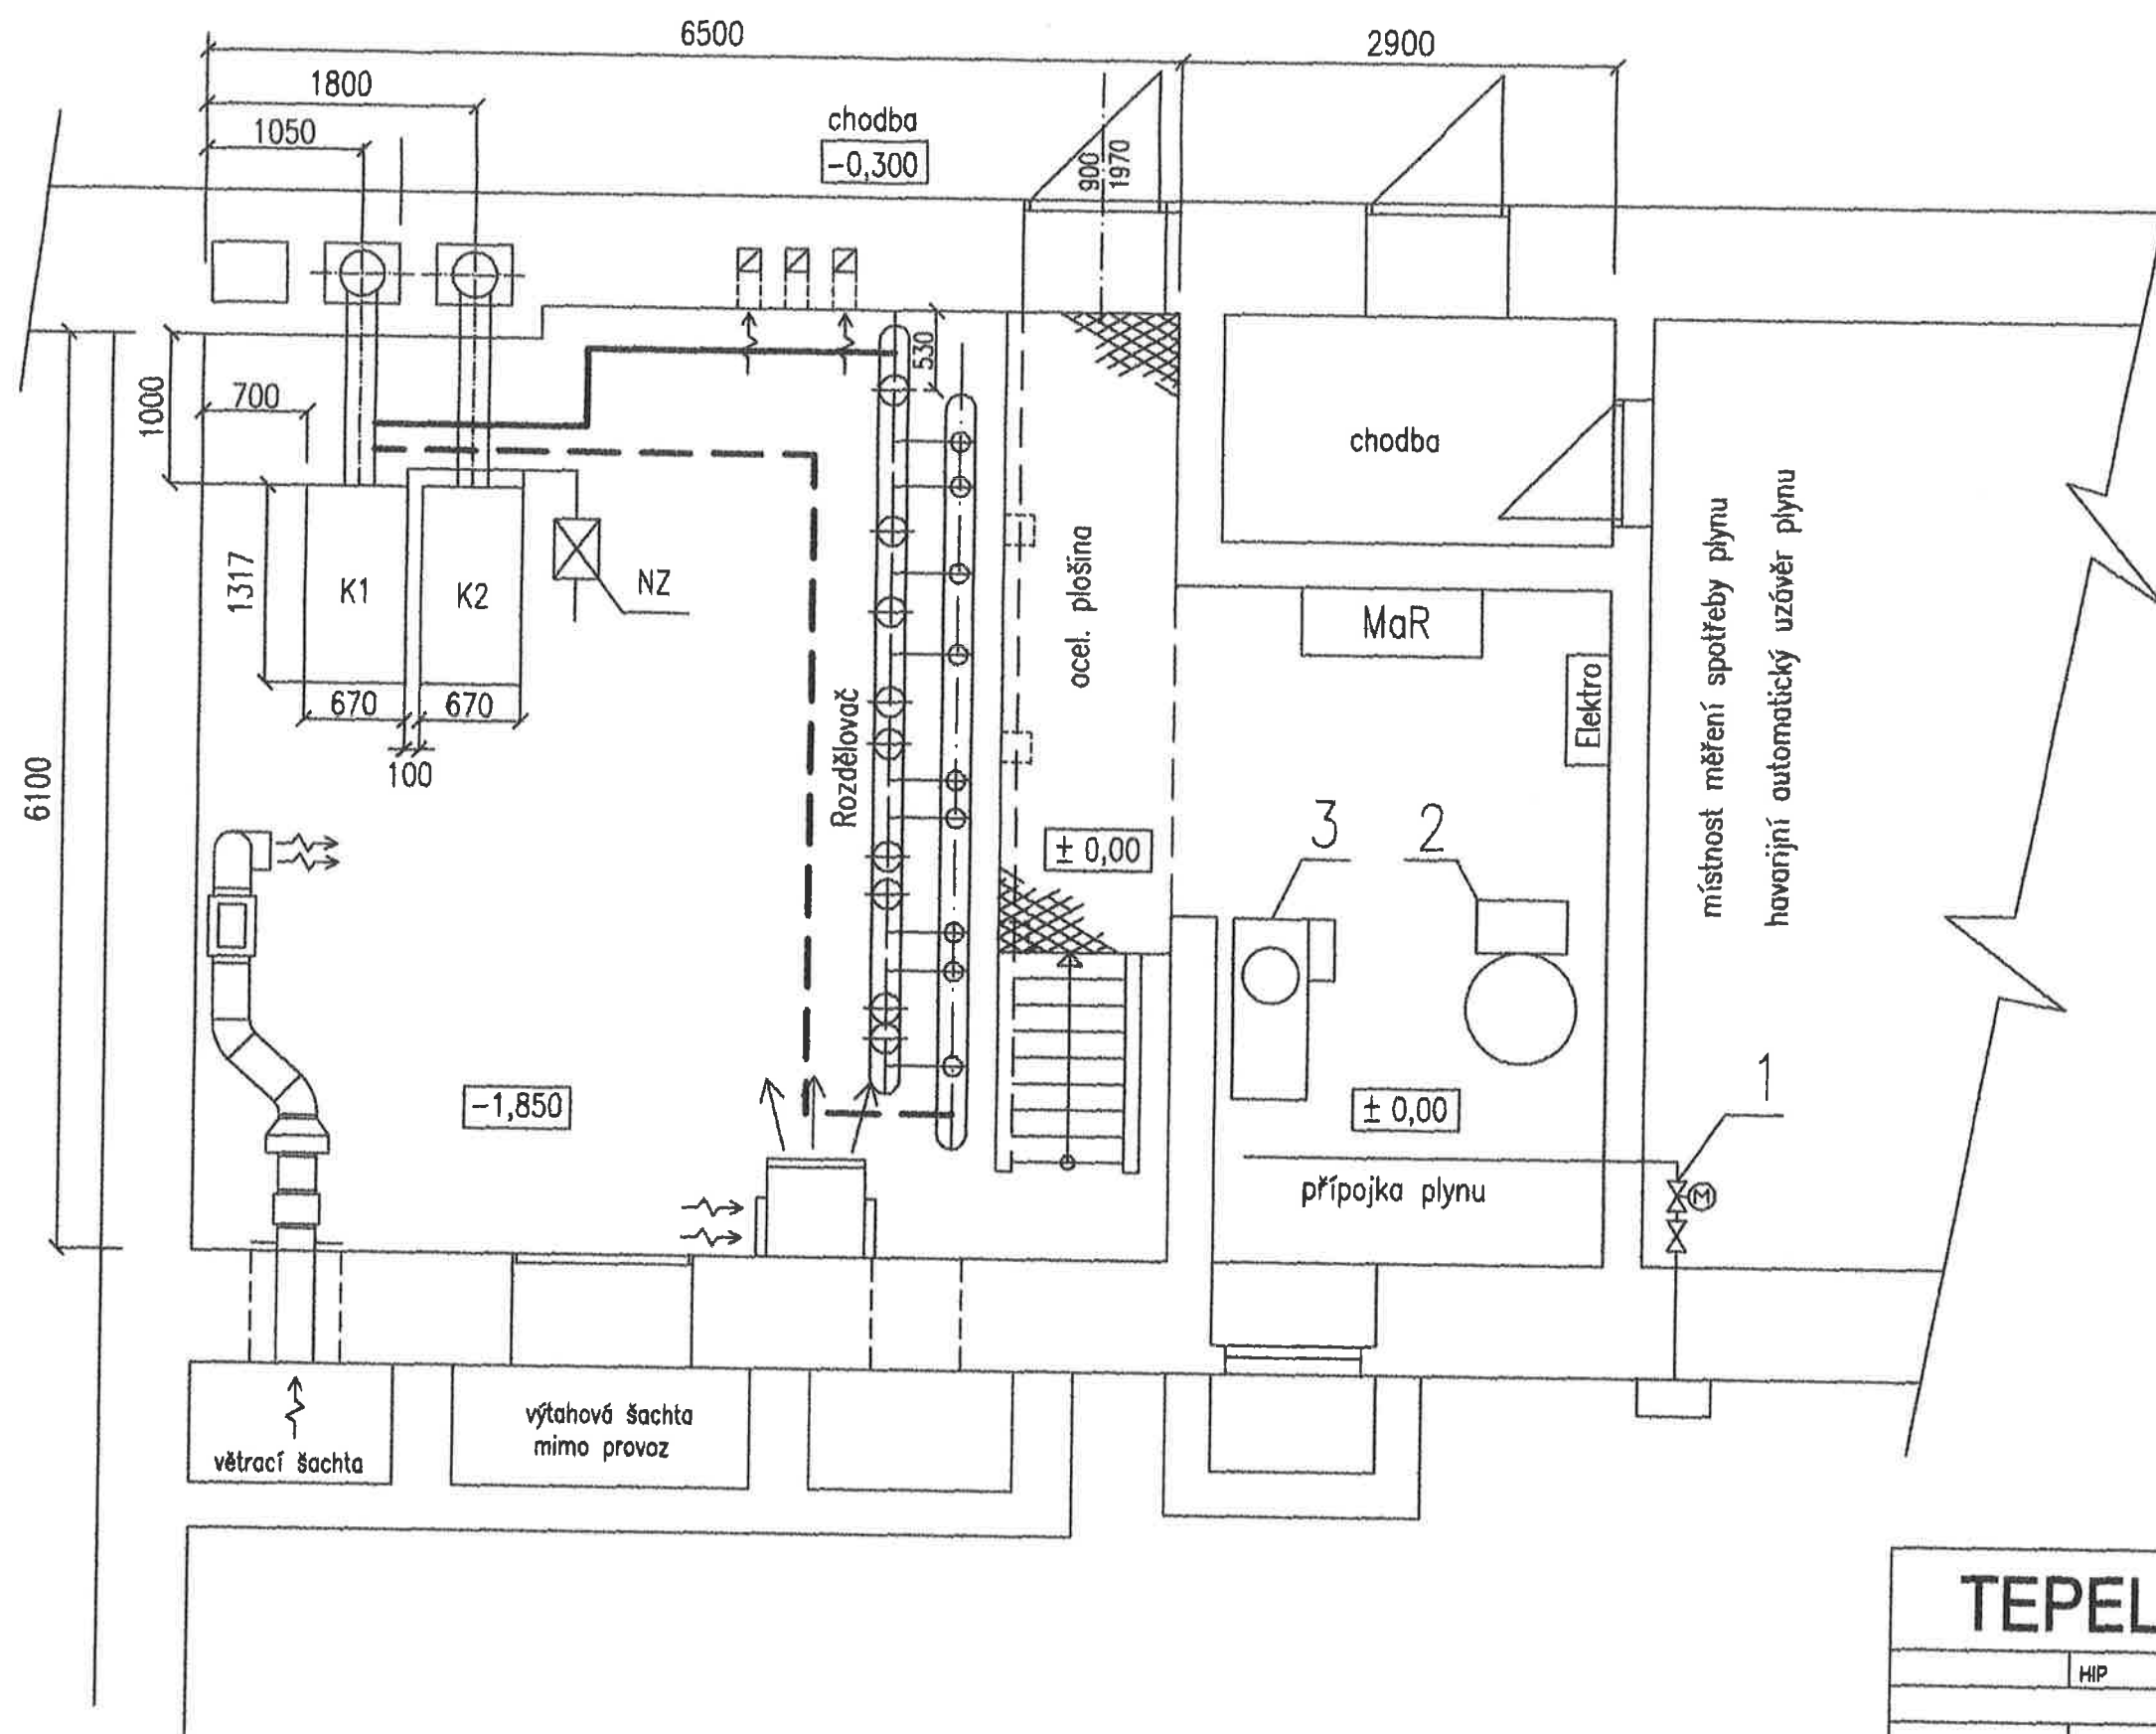 6500
2900
1800
1050
chodba
-0,300
900
1970
530
1000
700
chodba
1317
K1
K2
NZ
670
670
100
6100
Rozdělovač
ocel. plošina
± 0,00
MaR
Elektro
místnost měření spotřeby plynu
havarijní automatický uzávěr plynu
3
2
1
-1,850
± 0,00
přípojka plynu
M
větrací šachta
výtahová šachta
mimo provoz
TEPEL
HIP